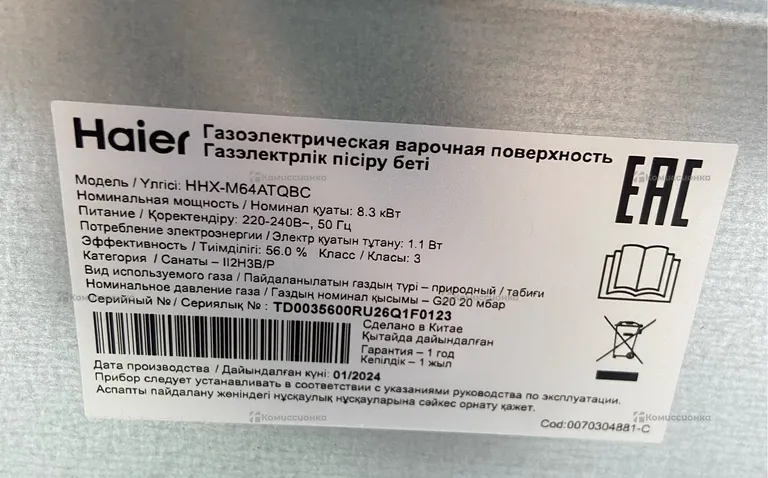 Haier
Газоэлектрическая варочная поверхность
Газэлектрлік пісіру беті
Модель / Үлгісі: HHX-M64ATQBC
Номинальная мощность / Номинал қуаты: 8.3 кВт
Питание / Қоректендіру: 220-240В~, 50 Гц
Потребление электроэнергии / Электр қуатын тұтану: 1.1 Вт
Эффективность / Тиімділігі: 56.0 % Класс / Класы: 3
Категория / Санаты – II2H3B/P
Вид используемого газа / Пайдаланылатын газдың түрі – природный / табиғи
Номинальное давление газа / Газдың номинал қысымы – G20 20 мбар
Серийный № / Сериялық № : TD0035600RU26Q1F0123
Сделано в Китае
Қытайда дайындалған
Гарантия – 1 год
Кепілдік – 1 жыл
Дата производства / Дайындалған күні: 01/2024
Прибор следует устанавливать в соответствии с указаниями руководства по эксплуатации.
Аспапты пайдалану жөніндегі нұсқаулық нұсқауларына сәйкес орнату қажет.
Cod:0070304881-C
EAC
Комиссионка
Комиссионка
Комиссионка
Комиссионка
Комиссионка